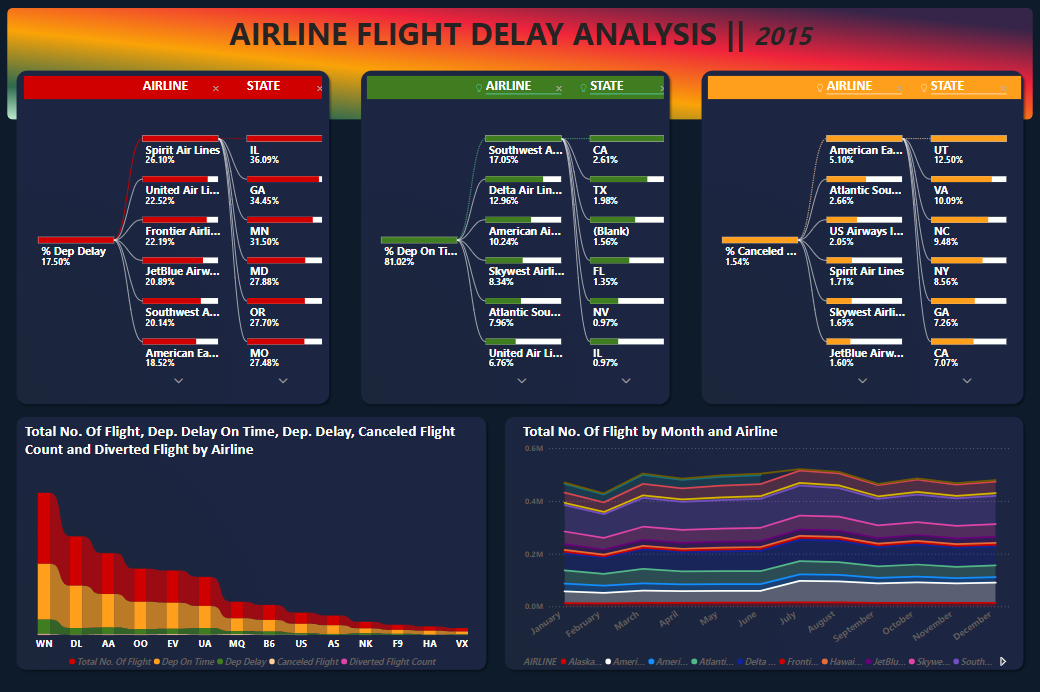 AIRLINE FLIGHT DELAY ANALYSIS || 2015
AIRLINE × STATE ×
% Dep Delay
17.50%
Spirit Air Lines
26.10%
United Air Li...
22.52%
Frontier Airli...
22.19%
JetBlue Airw...
20.89%
Southwest A...
20.14%
American Ea...
18.52%
IL
36.09%
GA
34.45%
MN
31.50%
MD
27.88%
OR
27.70%
MO
27.48%
AIRLINE × STATE ×
% Dep On Ti...
81.02%
Southwest A...
17.05%
Delta Air Lin...
12.96%
American Ai...
10.24%
Skywest Airli...
8.34%
Atlantic Sou...
7.96%
United Air Li...
6.76%
CA
2.61%
TX
1.98%
(Blank)
1.56%
FL
1.35%
NV
0.97%
IL
0.97%
AIRLINE × STATE ×
% Canceled ...
1.54%
American Ea...
5.10%
Atlantic Sou...
2.66%
US Airways I...
2.05%
Spirit Air Lines
1.71%
Skywest Airli...
1.69%
JetBlue Airw...
1.60%
UT
12.50%
VA
10.09%
NC
9.48%
NY
8.56%
GA
7.26%
CA
7.07%
Total No. Of Flight, Dep. Delay On Time, Dep. Delay, Canceled Flight
Count and Diverted Flight by Airline
WN DL AA OO EV UA MQ B6 US AS NK F9 HA VX
Total No. Of Flight Dep On Time Dep Delay Canceled Flight Diverted Flight Count
Total No. Of Flight by Month and Airline
0.6M
0.4M
0.2M
0.0M
January February March April May June July August September October November December
AIRLINE Alaska... Ameri... Ameri... Atlanti... Delta ... Fronti... Hawai... JetBlu... Skywe... South...